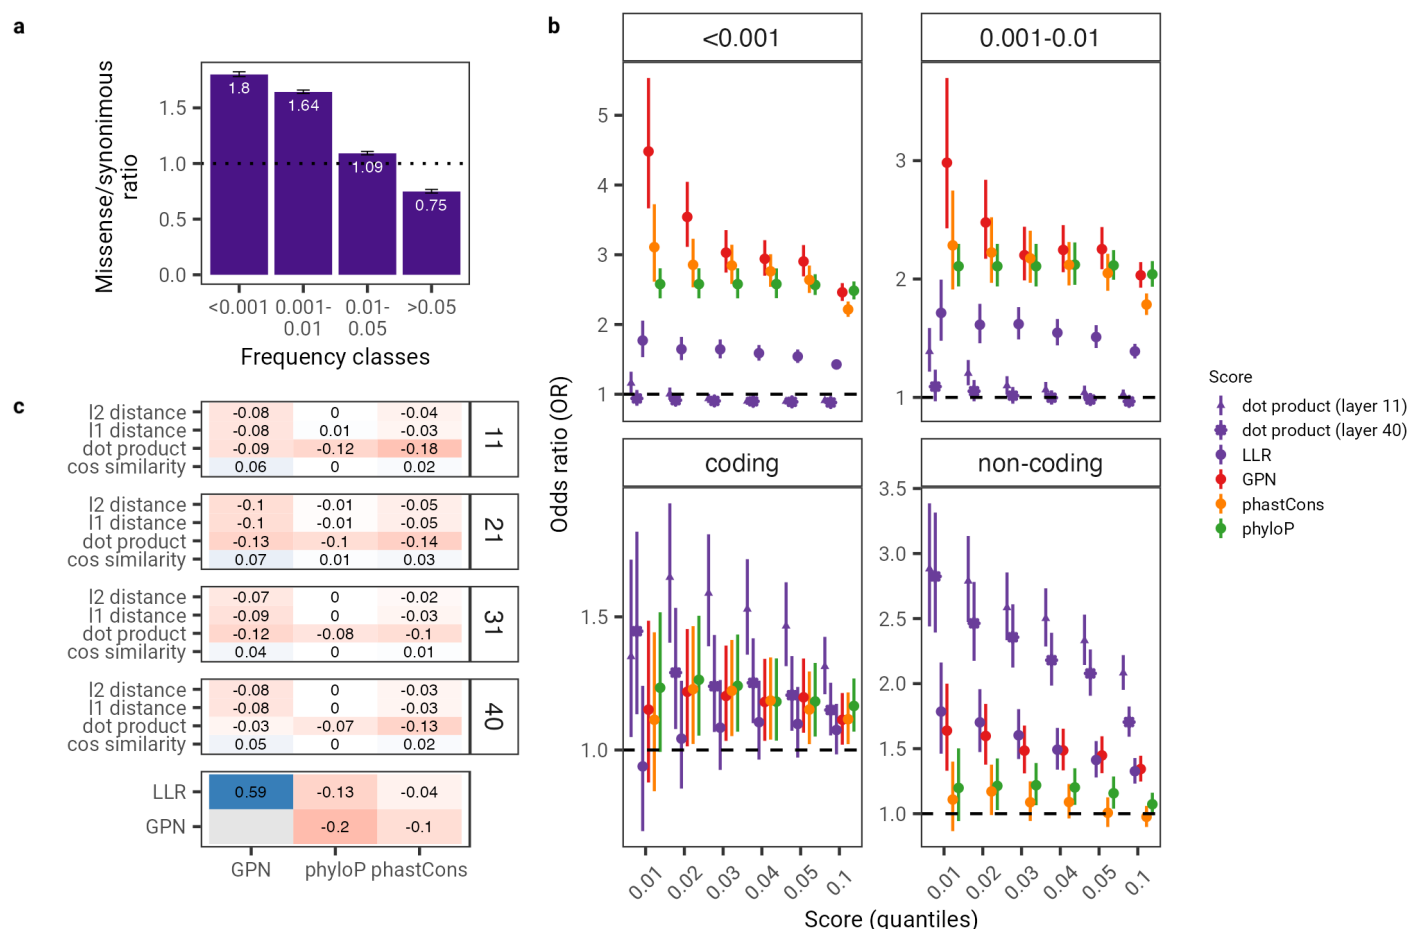 a
Missense/synonimous
ratio
1.5
1.0
0.5
0.0
1.8
1.64
1.09
0.75
<0.001
0.001-
0.01
0.01-
0.05
>0.05
Frequency classes
b
<0.001
0.001-0.01
5
4
3
2
1
3
2
1
coding
non-coding
1.5
1.0
3.5
3.0
2.5
2.0
1.5
1.0
Odds ratio (OR)
0.01 0.02 0.03 0.04 0.05 0.1
0.01 0.02 0.03 0.04 0.05 0.1
Score (quantiles)
Score
dot product (layer 11)
dot product (layer 40)
LLR
GPN
phastCons
phyloP
c
l2 distance -0.08 0 -0.04
l1 distance -0.08 0.01 -0.03
dot product -0.09 -0.12 -0.18
cos similarity 0.06 0 0.02
11
l2 distance -0.1 -0.01 -0.05
l1 distance -0.1 -0.01 -0.05
dot product -0.13 -0.1 -0.14
cos similarity 0.07 0.01 0.03
21
l2 distance -0.07 0 -0.02
l1 distance -0.09 0 -0.03
dot product -0.12 -0.08 -0.1
cos similarity 0.04 0 0.01
31
l2 distance -0.08 0 -0.03
l1 distance -0.08 0 -0.03
dot product -0.03 -0.07 -0.13
cos similarity 0.05 0 0.02
40
LLR 0.59 -0.13 -0.04
GPN -0.2 -0.1
GPN phyloP phastCons